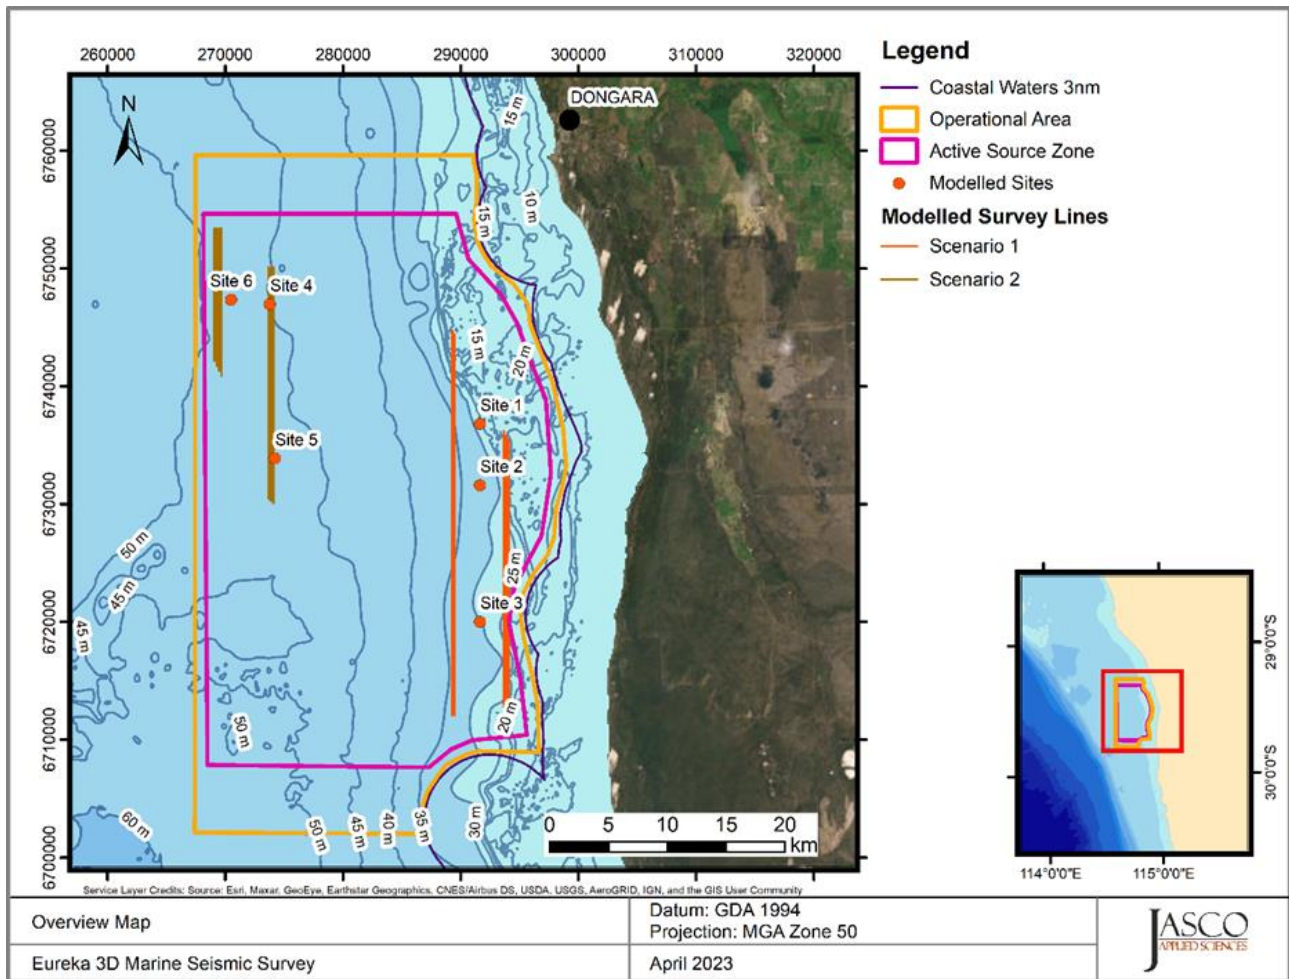 260000 270000 280000 290000 300000 310000 320000
Legend
Coastal Waters 3nm
Operational Area
Active Source Zone
Modelled Sites
Modelled Survey Lines
Scenario 1
Scenario 2
N
DONGARA
15 m
10 m
15 m
6760000
6750000
6740000
6730000
6720000
6710000
6700000
Site 6
Site 4
15 m
20 m
Site 1
Site 5
Site 2
50 m
45 m
25 m
Site 3
45 m
50 m
20 m
60 m
50 m
45 m
40 m
35 m
30 m
0 5 10 15 20
km
29°0'0"S
30°0'0"S
114°0'0"E 115°0'0"E
Service Layer Credits: Source: Esri, Maxar, GeoEye, Earthstar Geographics, CNES/Airbus DS, USDA, USGS, AeroGRID, IGN, and the GIS User Community
Overview Map
Datum: GDA 1994
Projection: MGA Zone 50
Eureka 3D Marine Seismic Survey
April 2023
JASCO
APPLIED SCIENCES